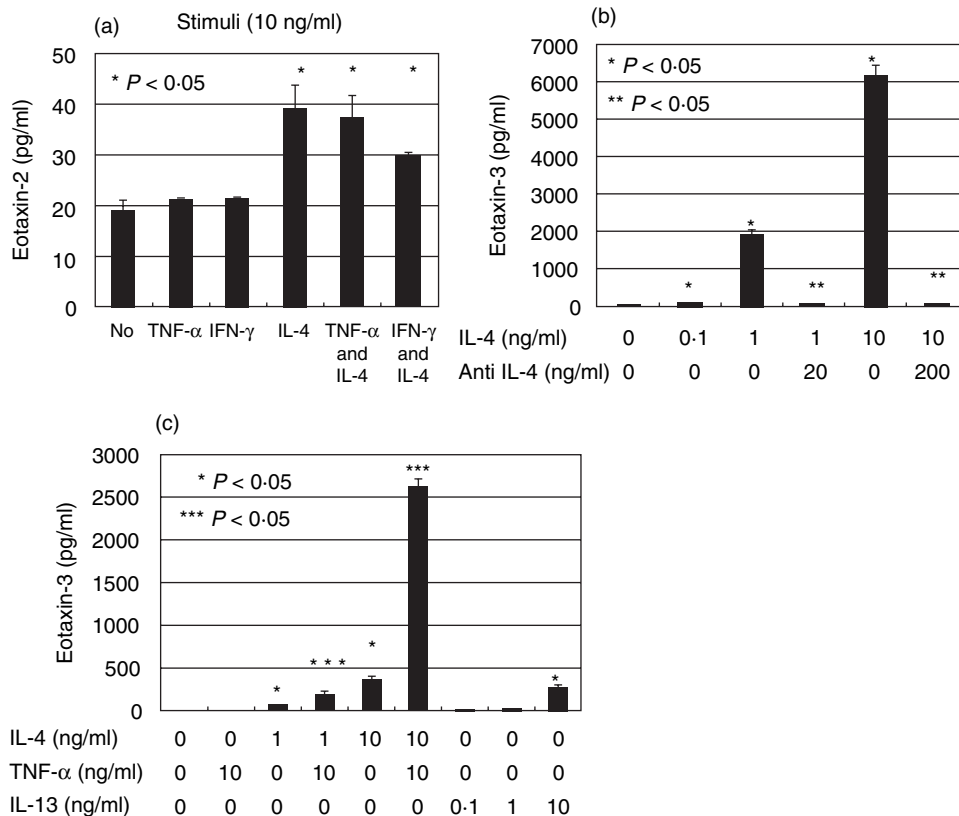 (a) Stimuli (10 ng/ml)
50
40
30
20
10
0
Eotaxin-2 (pg/ml)
* P < 0·05
* * *
No TNF-α IFN-γ IL-4 TNF-α and IL-4 IFN-γ and IL-4
(b)
7000
6000
5000
4000
3000
2000
1000
0
Eotaxin-3 (pg/ml)
* P < 0·05
** P < 0·05
* * ** * **
IL-4 (ng/ml) 0 0·1 1 1 10 10
Anti IL-4 (ng/ml) 0 0 0 20 0 200
(c)
3000
2500
2000
1500
1000
500
0
Eotaxin-3 (pg/ml)
* P < 0·05
*** P < 0·05
* * * * * *** *
IL-4 (ng/ml) 0 0 1 1 10 10 0 0 0
TNF-α (ng/ml) 0 10 0 10 0 10 0 0 0
IL-13 (ng/ml) 0 0 0 0 0 0 0·1 1 10